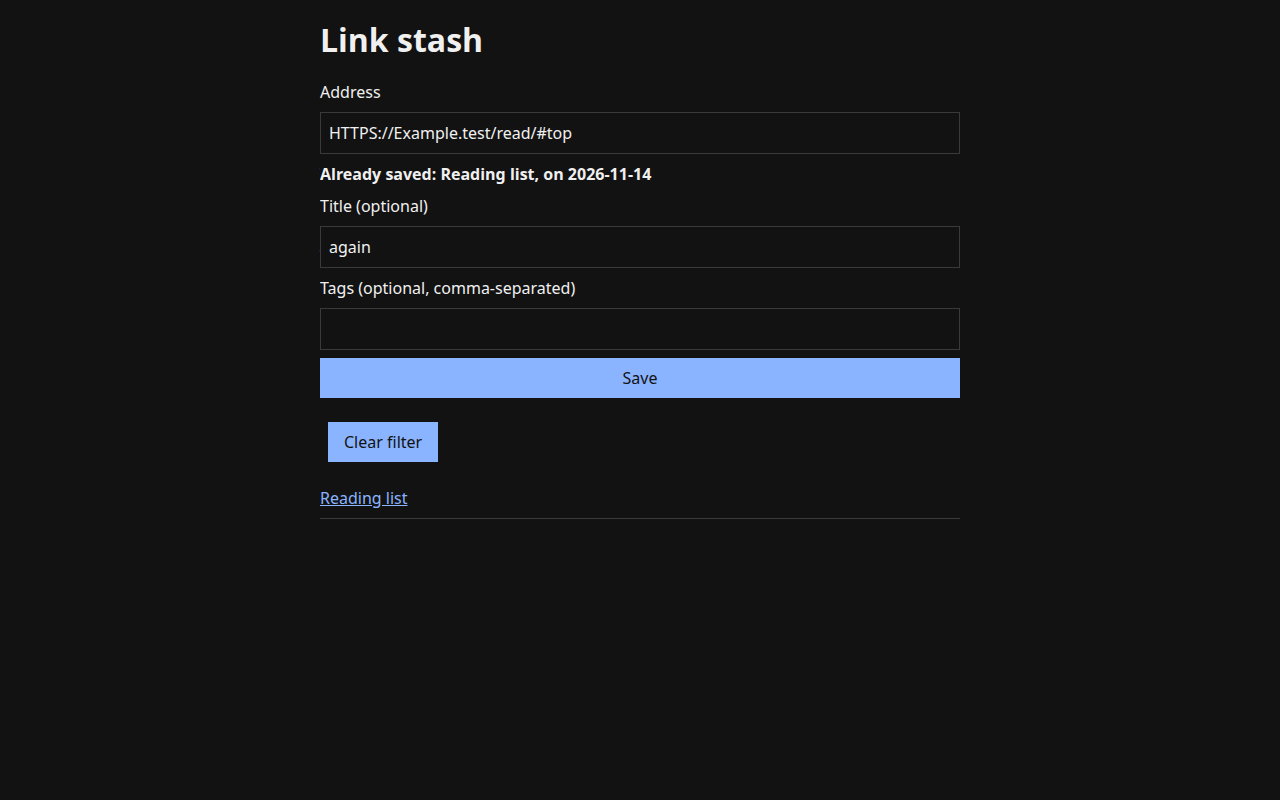 Link stash
Address
HTTPS://Example.test/read/#top
Already saved: Reading list, on 2026-11-14
Title (optional)
again
Tags (optional, comma-separated)
Save
Clear filter
Reading list